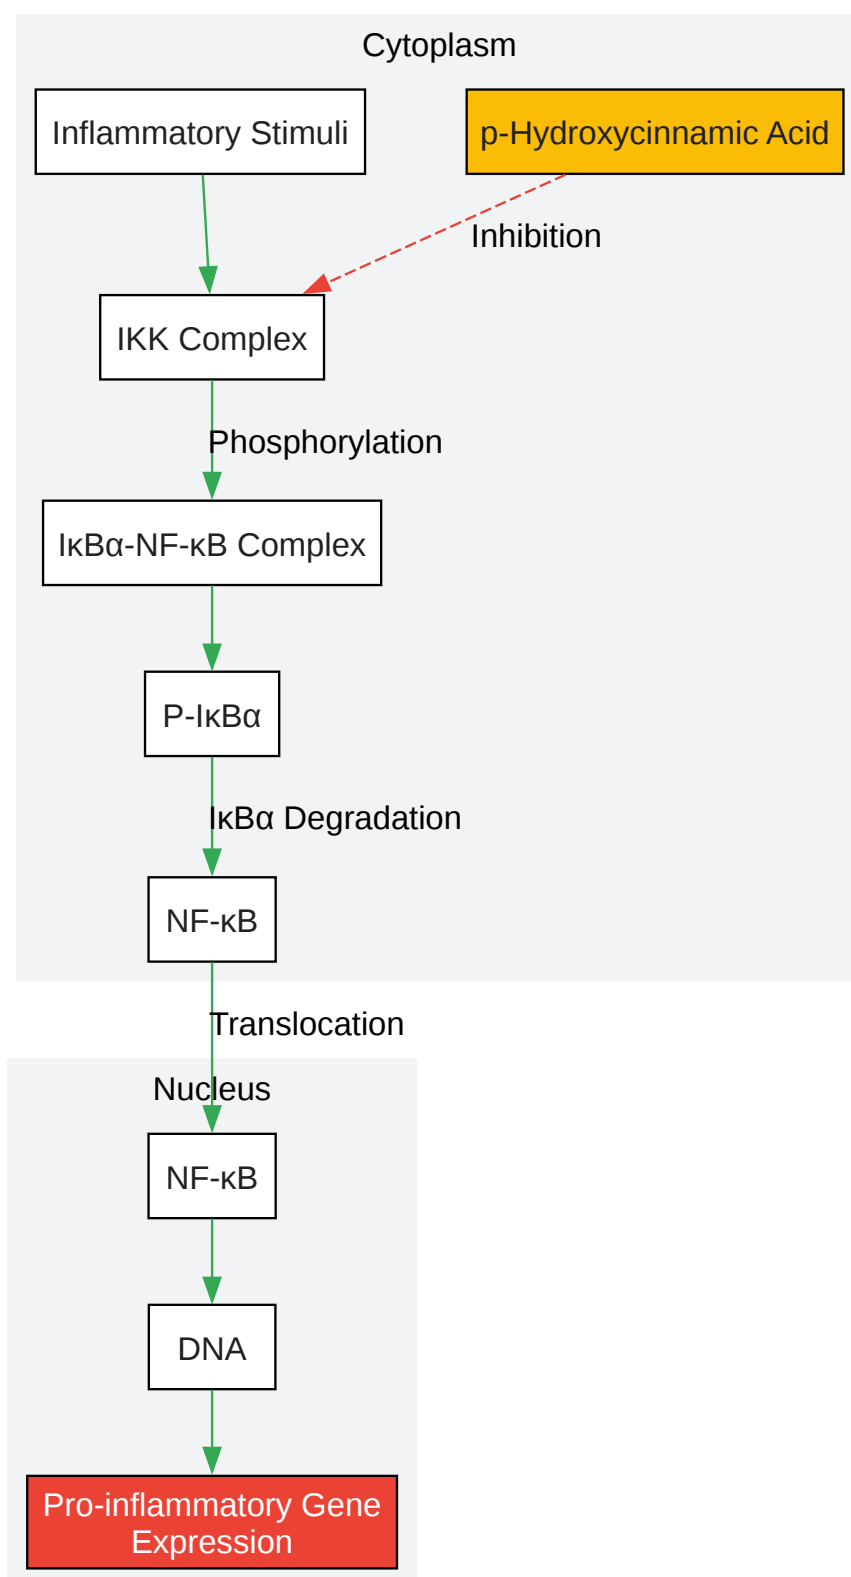 Cytoplasm
Inflammatory Stimuli
p-Hydroxycinnamic Acid
Inhibition
IKK Complex
Phosphorylation
IκBα-NF-κB Complex
P-IκBα
IκBα Degradation
NF-κB
Translocation
Nucleus
NF-κB
DNA
Pro-inflammatory Gene
Expression